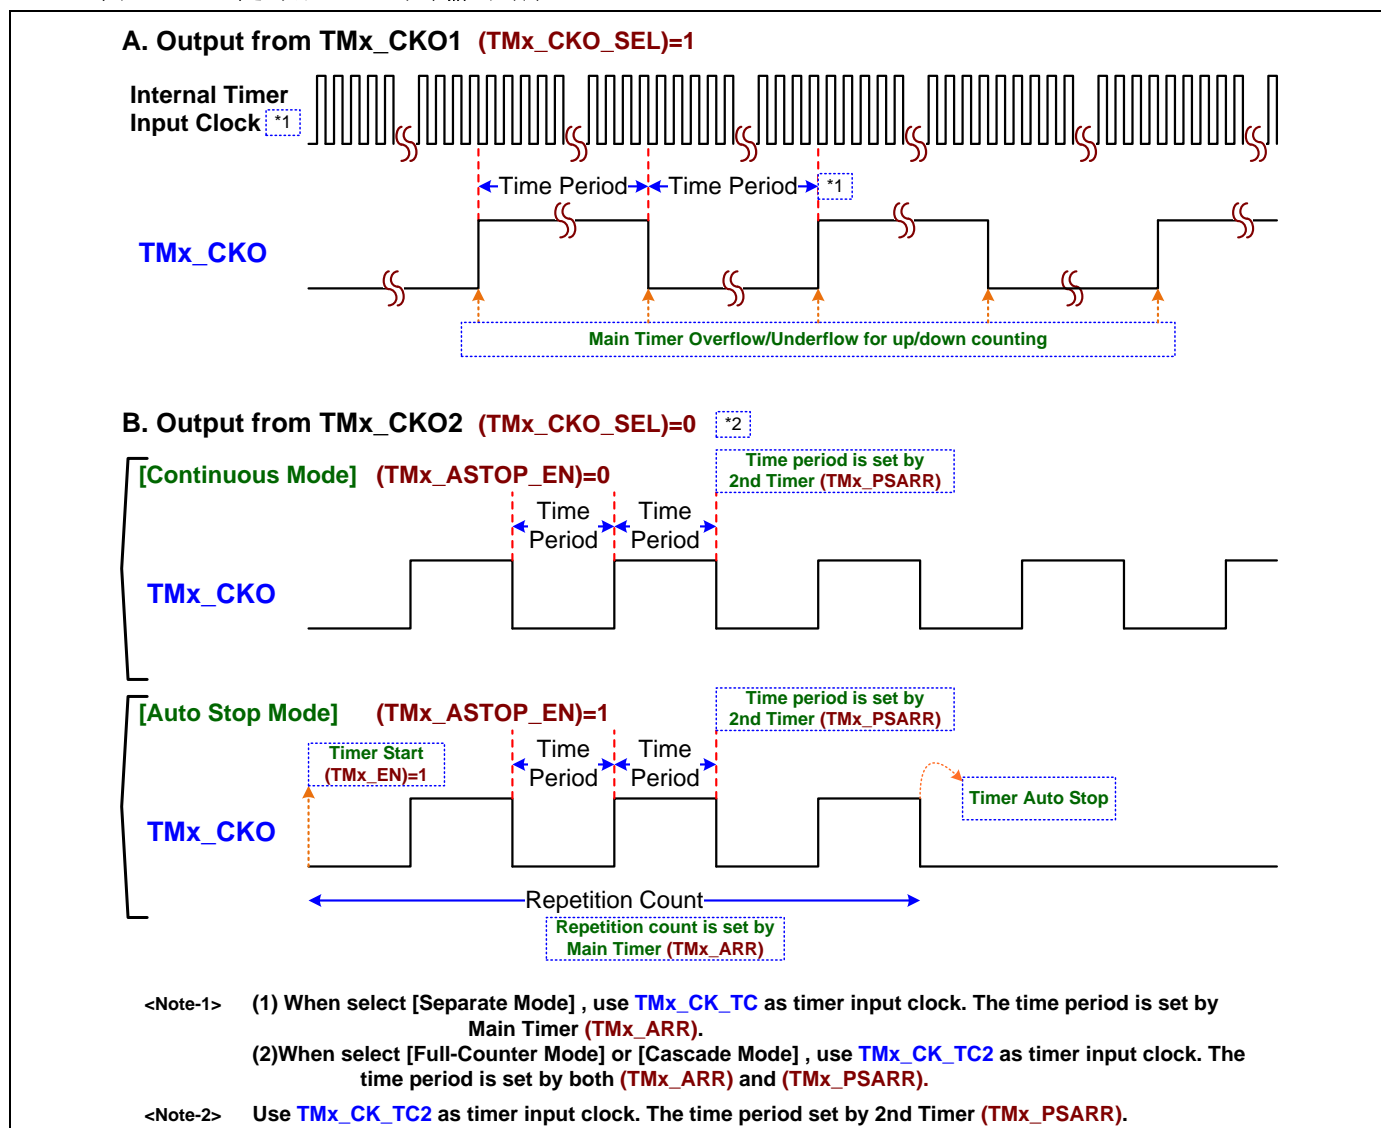 A. Output from TMx_CKO1 (TMx_CKO_SEL)=1
Internal Timer
Input Clock *1
Time Period Time Period *1
TMx_CKO
Main Timer Overflow/Underflow for up/down counting
B. Output from TMx_CKO2 (TMx_CKO_SEL)=0 *2
[Continuous Mode] (TMx_ASTOP_EN)=0
Time period is set by
2nd Timer (TMx_PSARR)
Time
Period
Time
Period
TMx_CKO
[Auto Stop Mode] (TMx_ASTOP_EN)=1
Time period is set by
2nd Timer (TMx_PSARR)
Timer Start
(TMx_EN)=1
Time
Period
Time
Period
Timer Auto Stop
TMx_CKO
Repetition Count
Repetition count is set by
Main Timer (TMx_ARR)
<Note-1> (1) When select [Separate Mode] , use TMx_CK_TC as timer input clock. The time period is set by
Main Timer (TMx_ARR).
(2)When select [Full-Counter Mode] or [Cascade Mode] , use TMx_CK_TC2 as timer input clock. The
time period is set by both (TMx_ARR) and (TMx_PSARR).
<Note-2> Use TMx_CK_TC2 as timer input clock. The time period set by 2nd Timer (TMx_PSARR).